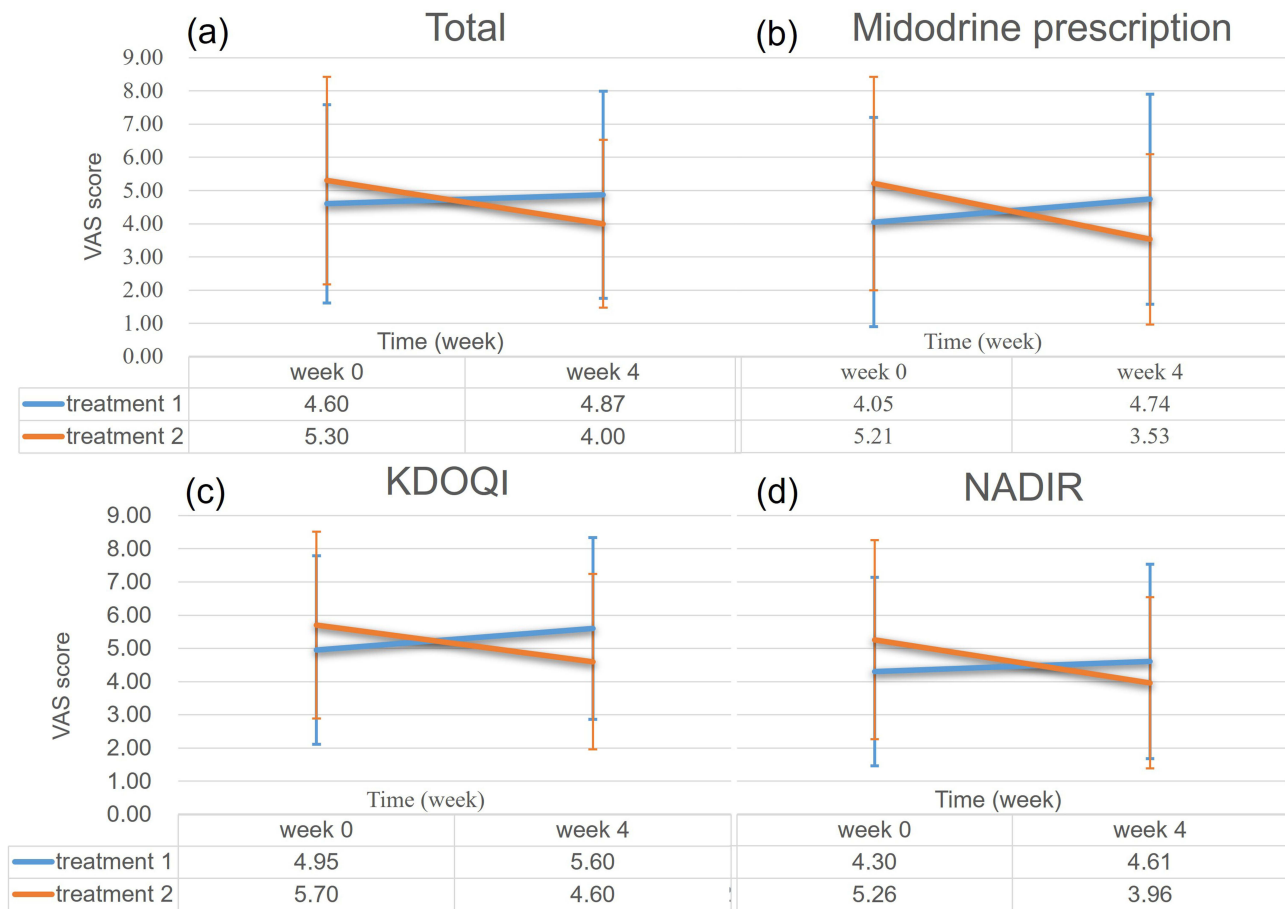 (a) Total
(b) Midodrine prescription
9.00
8.00
7.00
6.00
5.00
4.00
3.00
2.00
1.00
0.00
VAS score
Time (week)
Time (week)
week 0 week 4 week 0 week 4
treatment 1 4.60 4.87 4.05 4.74
treatment 2 5.30 4.00 5.21 3.53
(c) KDOQI
(d) NADIR
9.00
8.00
7.00
6.00
5.00
4.00
3.00
2.00
1.00
0.00
VAS score
Time (week)
Time (week)
week 0 week 4 week 0 week 4
treatment 1 4.95 5.60 4.30 4.61
treatment 2 5.70 4.60 5.26 3.96